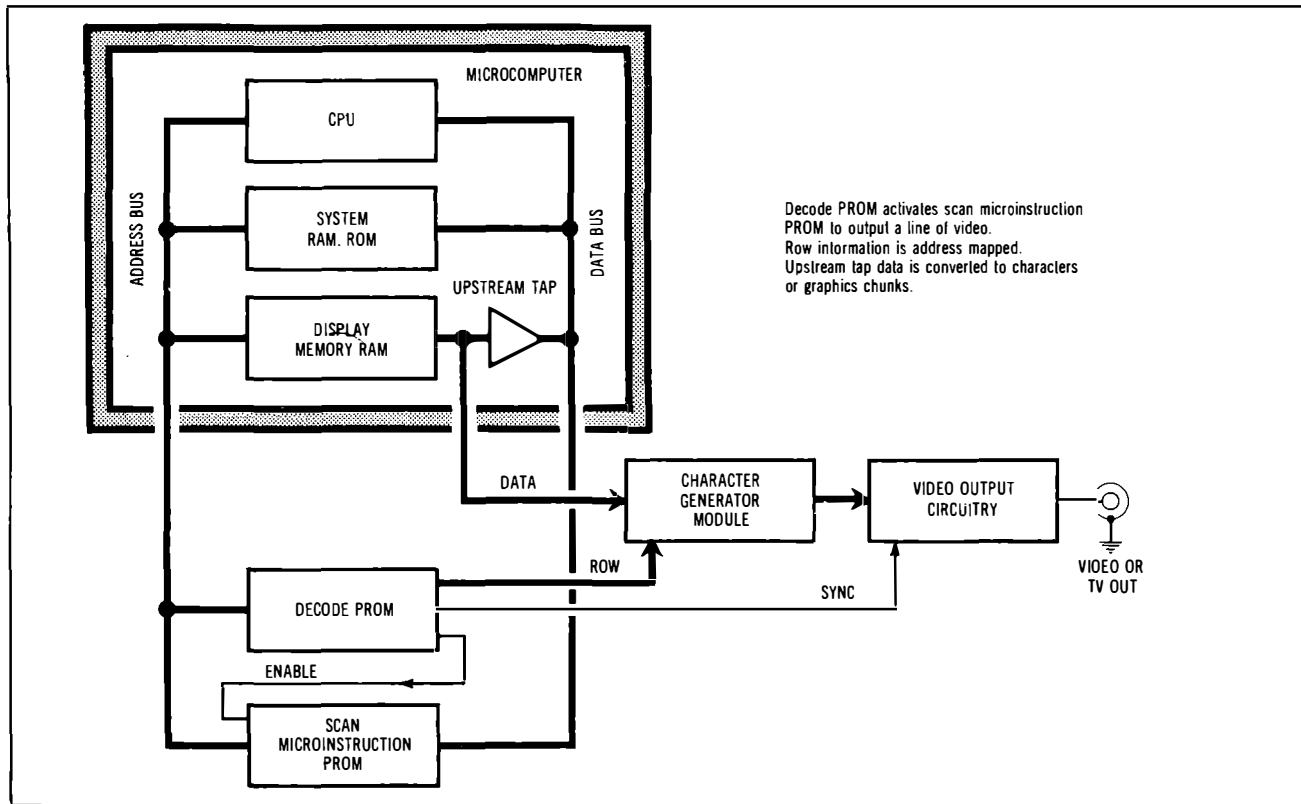 MICROCOMPUTER
CPU
ADDRESS BUS
SYSTEM
RAM. ROM
DATA BUS
UPSTREAM TAP
DISPLAY
MEMORY RAM
Decode PROM activates scan microinstruction
PROM to output a line of video.
Row information is address mapped.
Upstream tap data is converted to characters
or graphics chunks.
DATA
CHARACTER
GENERATOR
MODULE
VIDEO OUTPUT
CIRCUITRY
VIDEO OR
TV OUT
ROW
SYNC
DECODE PROM
ENABLE
SCAN
MICROINSTRUCTION
PROM